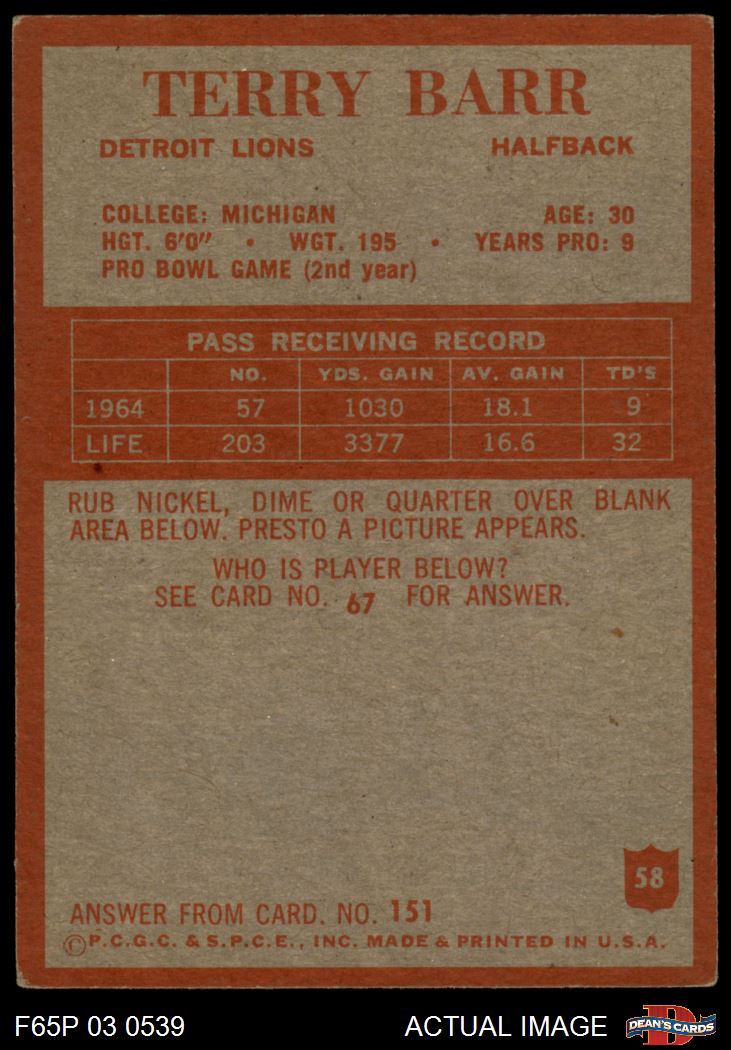 TERRY BARR
DETROIT LIONS HALFBACK
COLLEGE: MICHIGAN AGE: 30
HGT. 6'0" • WGT. 195 • YEARS PRO: 9
PRO BOWL GAME (2nd year)
PASS RECEIVING RECORD
NO. YDS. GAIN AV. GAIN TD'S
1964 57 1030 18.1 9
LIFE 203 3377 16.6 32
RUB NICKEL, DIME OR QUARTER OVER BLANK
AREA BELOW. PRESTO A PICTURE APPEARS.
WHO IS PLAYER BELOW?
SEE CARD NO. 67 FOR ANSWER.
58
ANSWER FROM CARD. NO. 151
©P.C.G.C. & S.P.C.E., INC. MADE & PRINTED IN U.S.A.
F65P 03 0539 ACTUAL IMAGE D DEAN'S CARDS